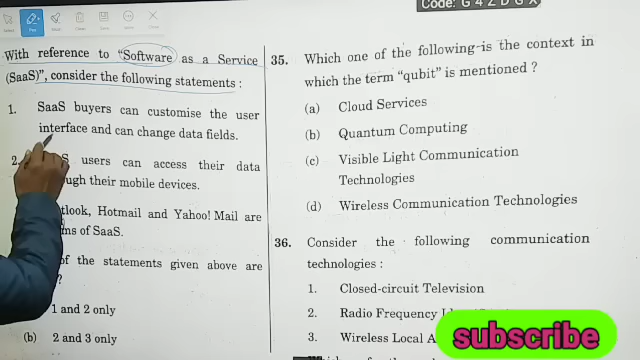 Code: G 4 Z D G X
With reference to "Software as a Service
(SaaS)", consider the following statements :
1. SaaS buyers can customise the user
interface and can change data fields.
2. users can access their data
their mobile devices.
Hotmail and Yahoo! Mail are
of SaaS.
of the statements given above are
?
1 and 2 only
(b) 2 and 3 only
35. Which one of the following is the context in
which the term "qubit" is mentioned ?
(a) Cloud Services
(b) Quantum Computing
(c) Visible Light Communication
Technologies
(d) Wireless Communication Technologies
36. Consider the following communication
technologies :
1. Closed-circuit Television
2. Radio Frequency
3. Wireless Local
subscribe